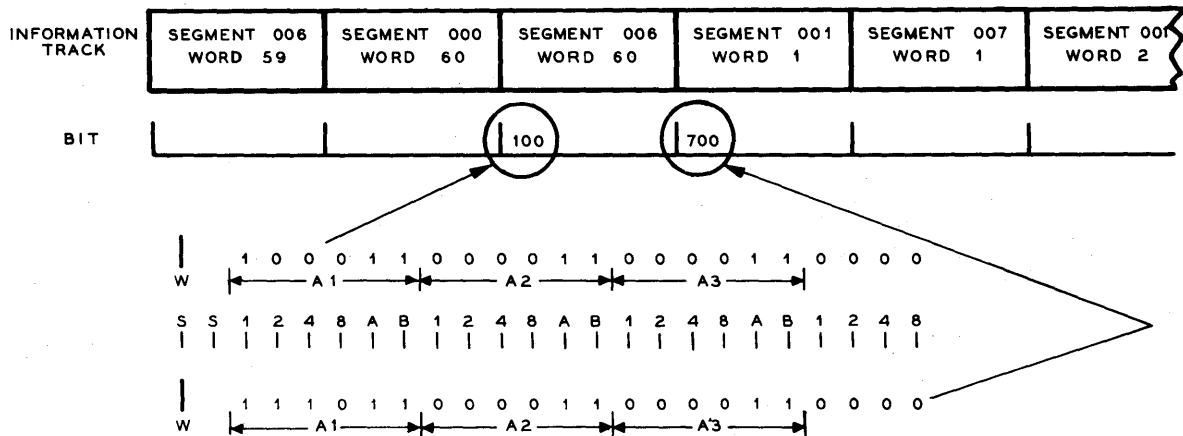 INFORMATION TRACK
SEGMENT 006 WORD 59
SEGMENT 000 WORD 60
SEGMENT 006 WORD 60
SEGMENT 001 WORD 1
SEGMENT 007 WORD 1
SEGMENT 001 WORD 2
BIT
100
700
1 0 0 0 1 1 0 0 0 0 1 1 0 0 0 0 1 1 0 0 0 0
W A1 A2 A3
S S 1 2 4 8 A B 1 2 4 8 A B 1 2 4 8 A B 1 2 4 8
1 1 1 0 1 1 0 0 0 0 1 1 0 0 0 0 1 1 0 0 0 0
W A1 A2 A3